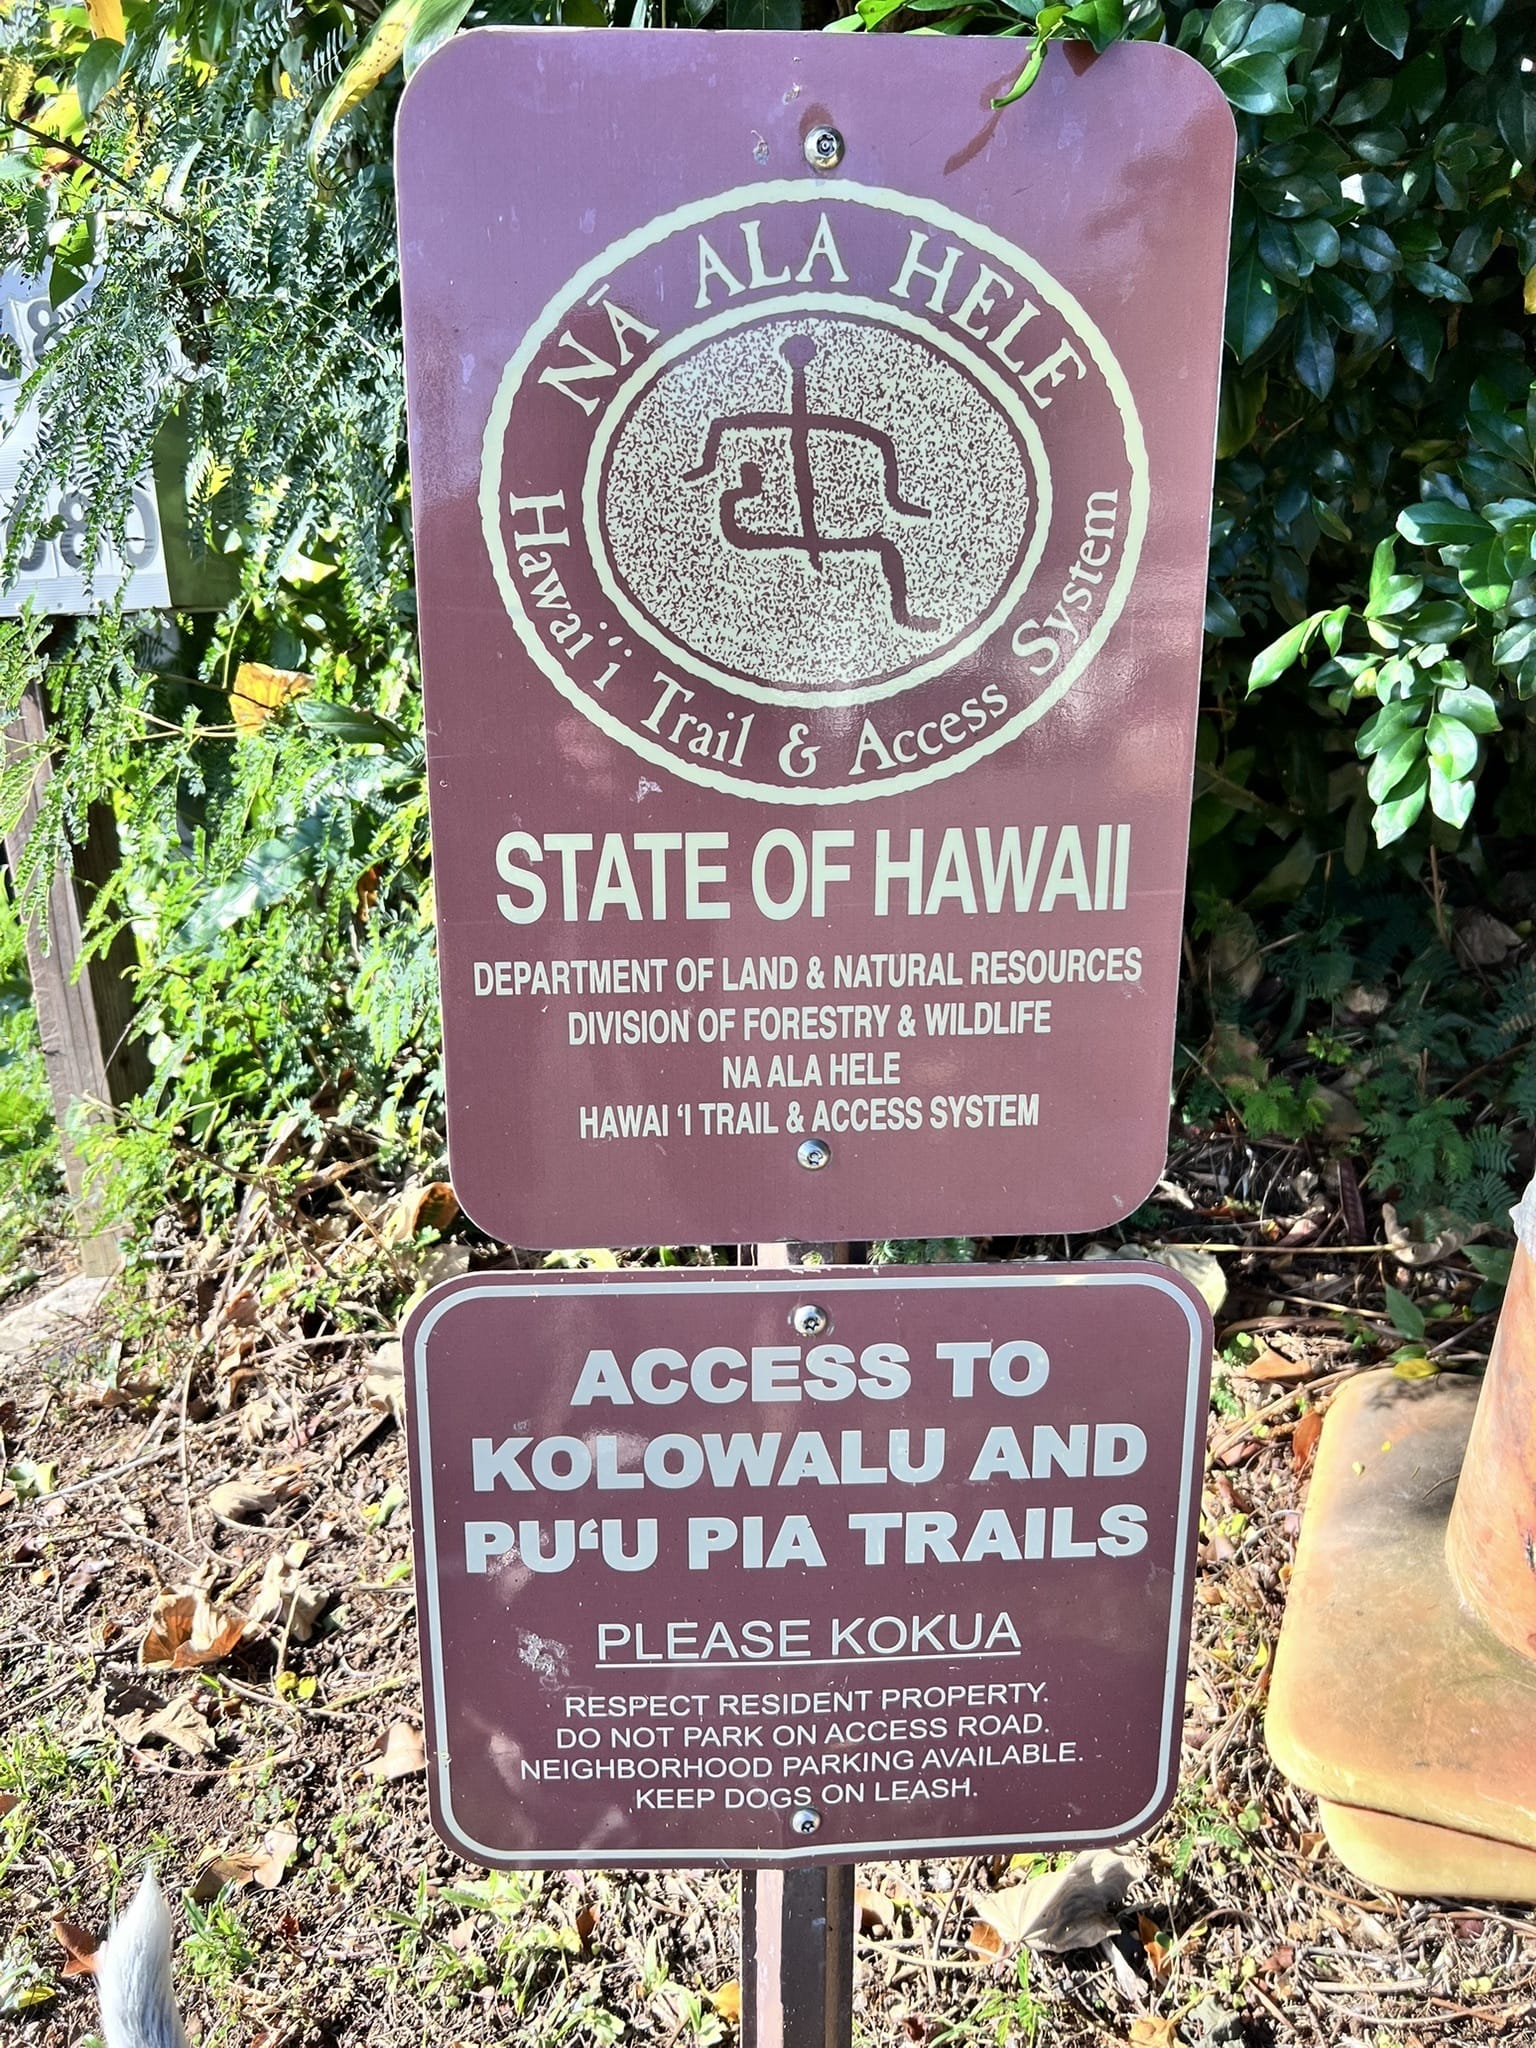 NĀ ALA HELE
Hawai'i Trail & Access System
STATE OF HAWAII
DEPARTMENT OF LAND & NATURAL RESOURCES
DIVISION OF FORESTRY & WILDLIFE
NA ALA HELE
HAWAI ‘I TRAIL & ACCESS SYSTEM
ACCESS TO
KOLOWALU AND
PU‘U PIA TRAILS
PLEASE KOKUA
RESPECT RESIDENT PROPERTY.
DO NOT PARK ON ACCESS ROAD.
NEIGHBORHOOD PARKING AVAILABLE.
KEEP DOGS ON LEASH.